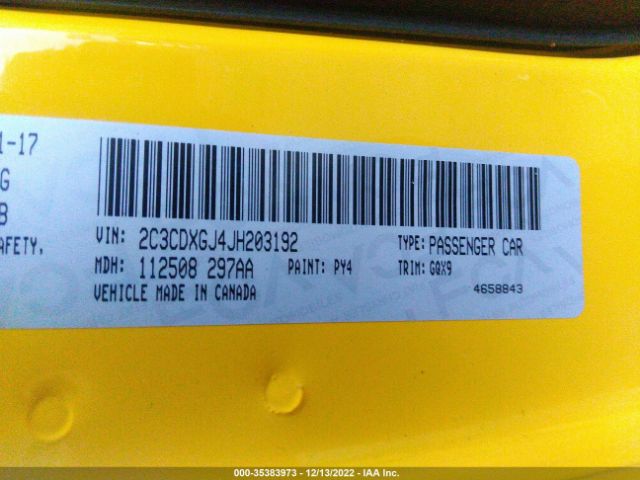 1-17
G
B
AFETY,
VIN: 2C3CDXGJ4JH203192 TYPE: PASSENGER CAR
MDH: 112508 297AA PAINT: PY4 TRIM: GQX9
VEHICLE MADE IN CANADA 4658843
000-35383973 - 12/13/2022 - IAA Inc.